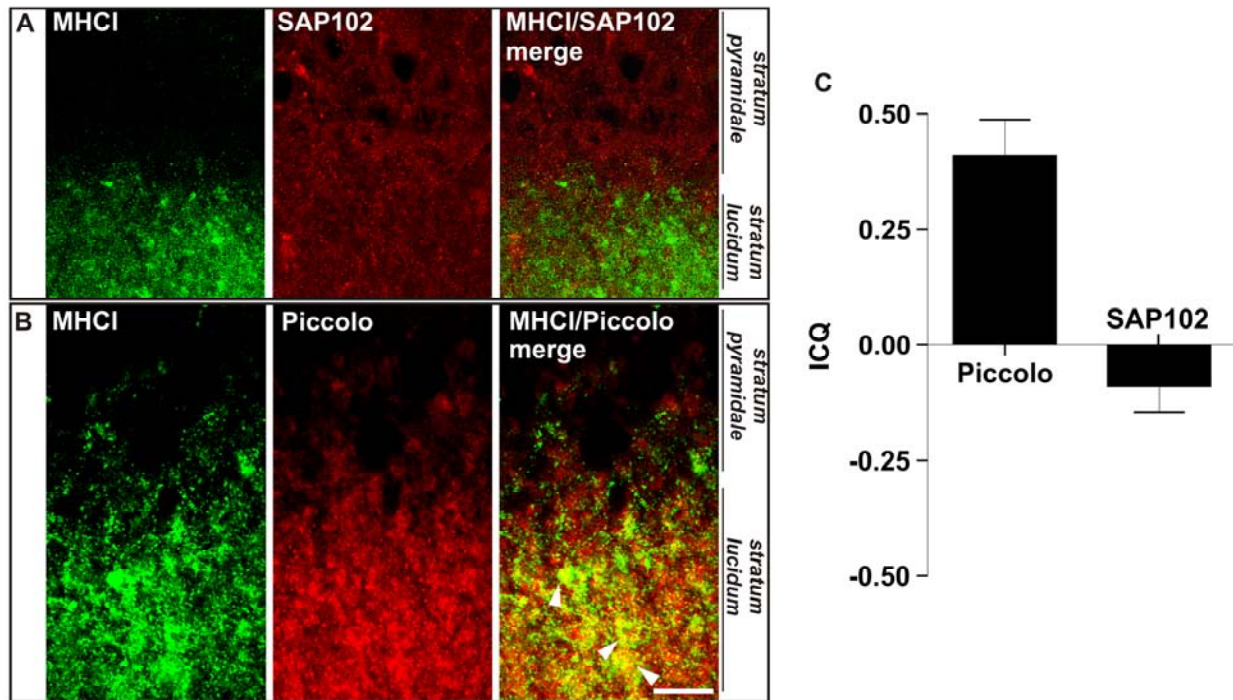 A
MHCI
SAP102
MHCI/SAP102
merge
stratum
pyramidale
stratum
lucidum
B
MHCI
Piccolo
MHCI/Piccolo
merge
stratum
pyramidale
stratum
lucidum
C
ICQ
0.50
0.25
0.00
-0.25
-0.50
Piccolo
SAP102